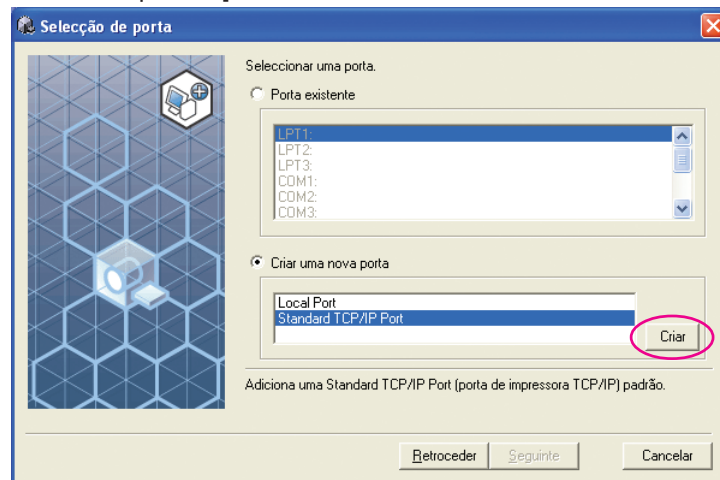 Selecção de porta
Seleccionar uma porta.
Porta existente
LPT1:
LPT2:
LPT3:
COM1:
COM2:
COM3:
Criar uma nova porta
Local Port
Standard TCP/IP Port
Criar
Adiciona uma Standard TCP/IP Port (porta de impressora TCP/IP) padrão.
Retroceder
Seguinte
Cancelar